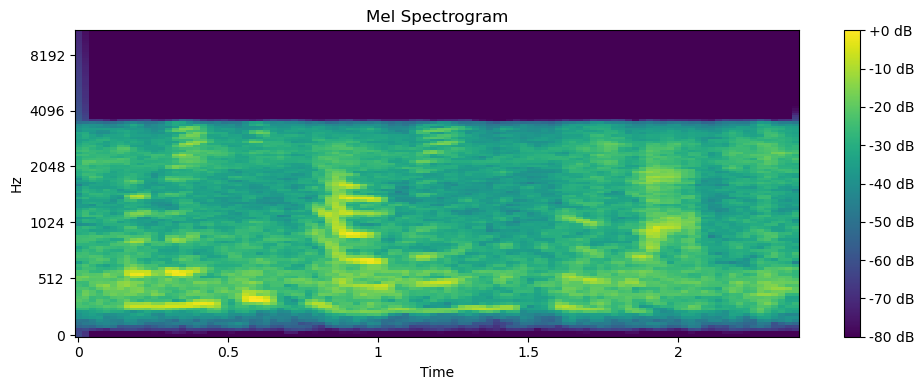 Mel Spectrogram
Hz
8192
4096
2048
1024
512
0
0
0.5
1
1.5
2
Time
+0 dB
-10 dB
-20 dB
-30 dB
-40 dB
-50 dB
-60 dB
-70 dB
-80 dB